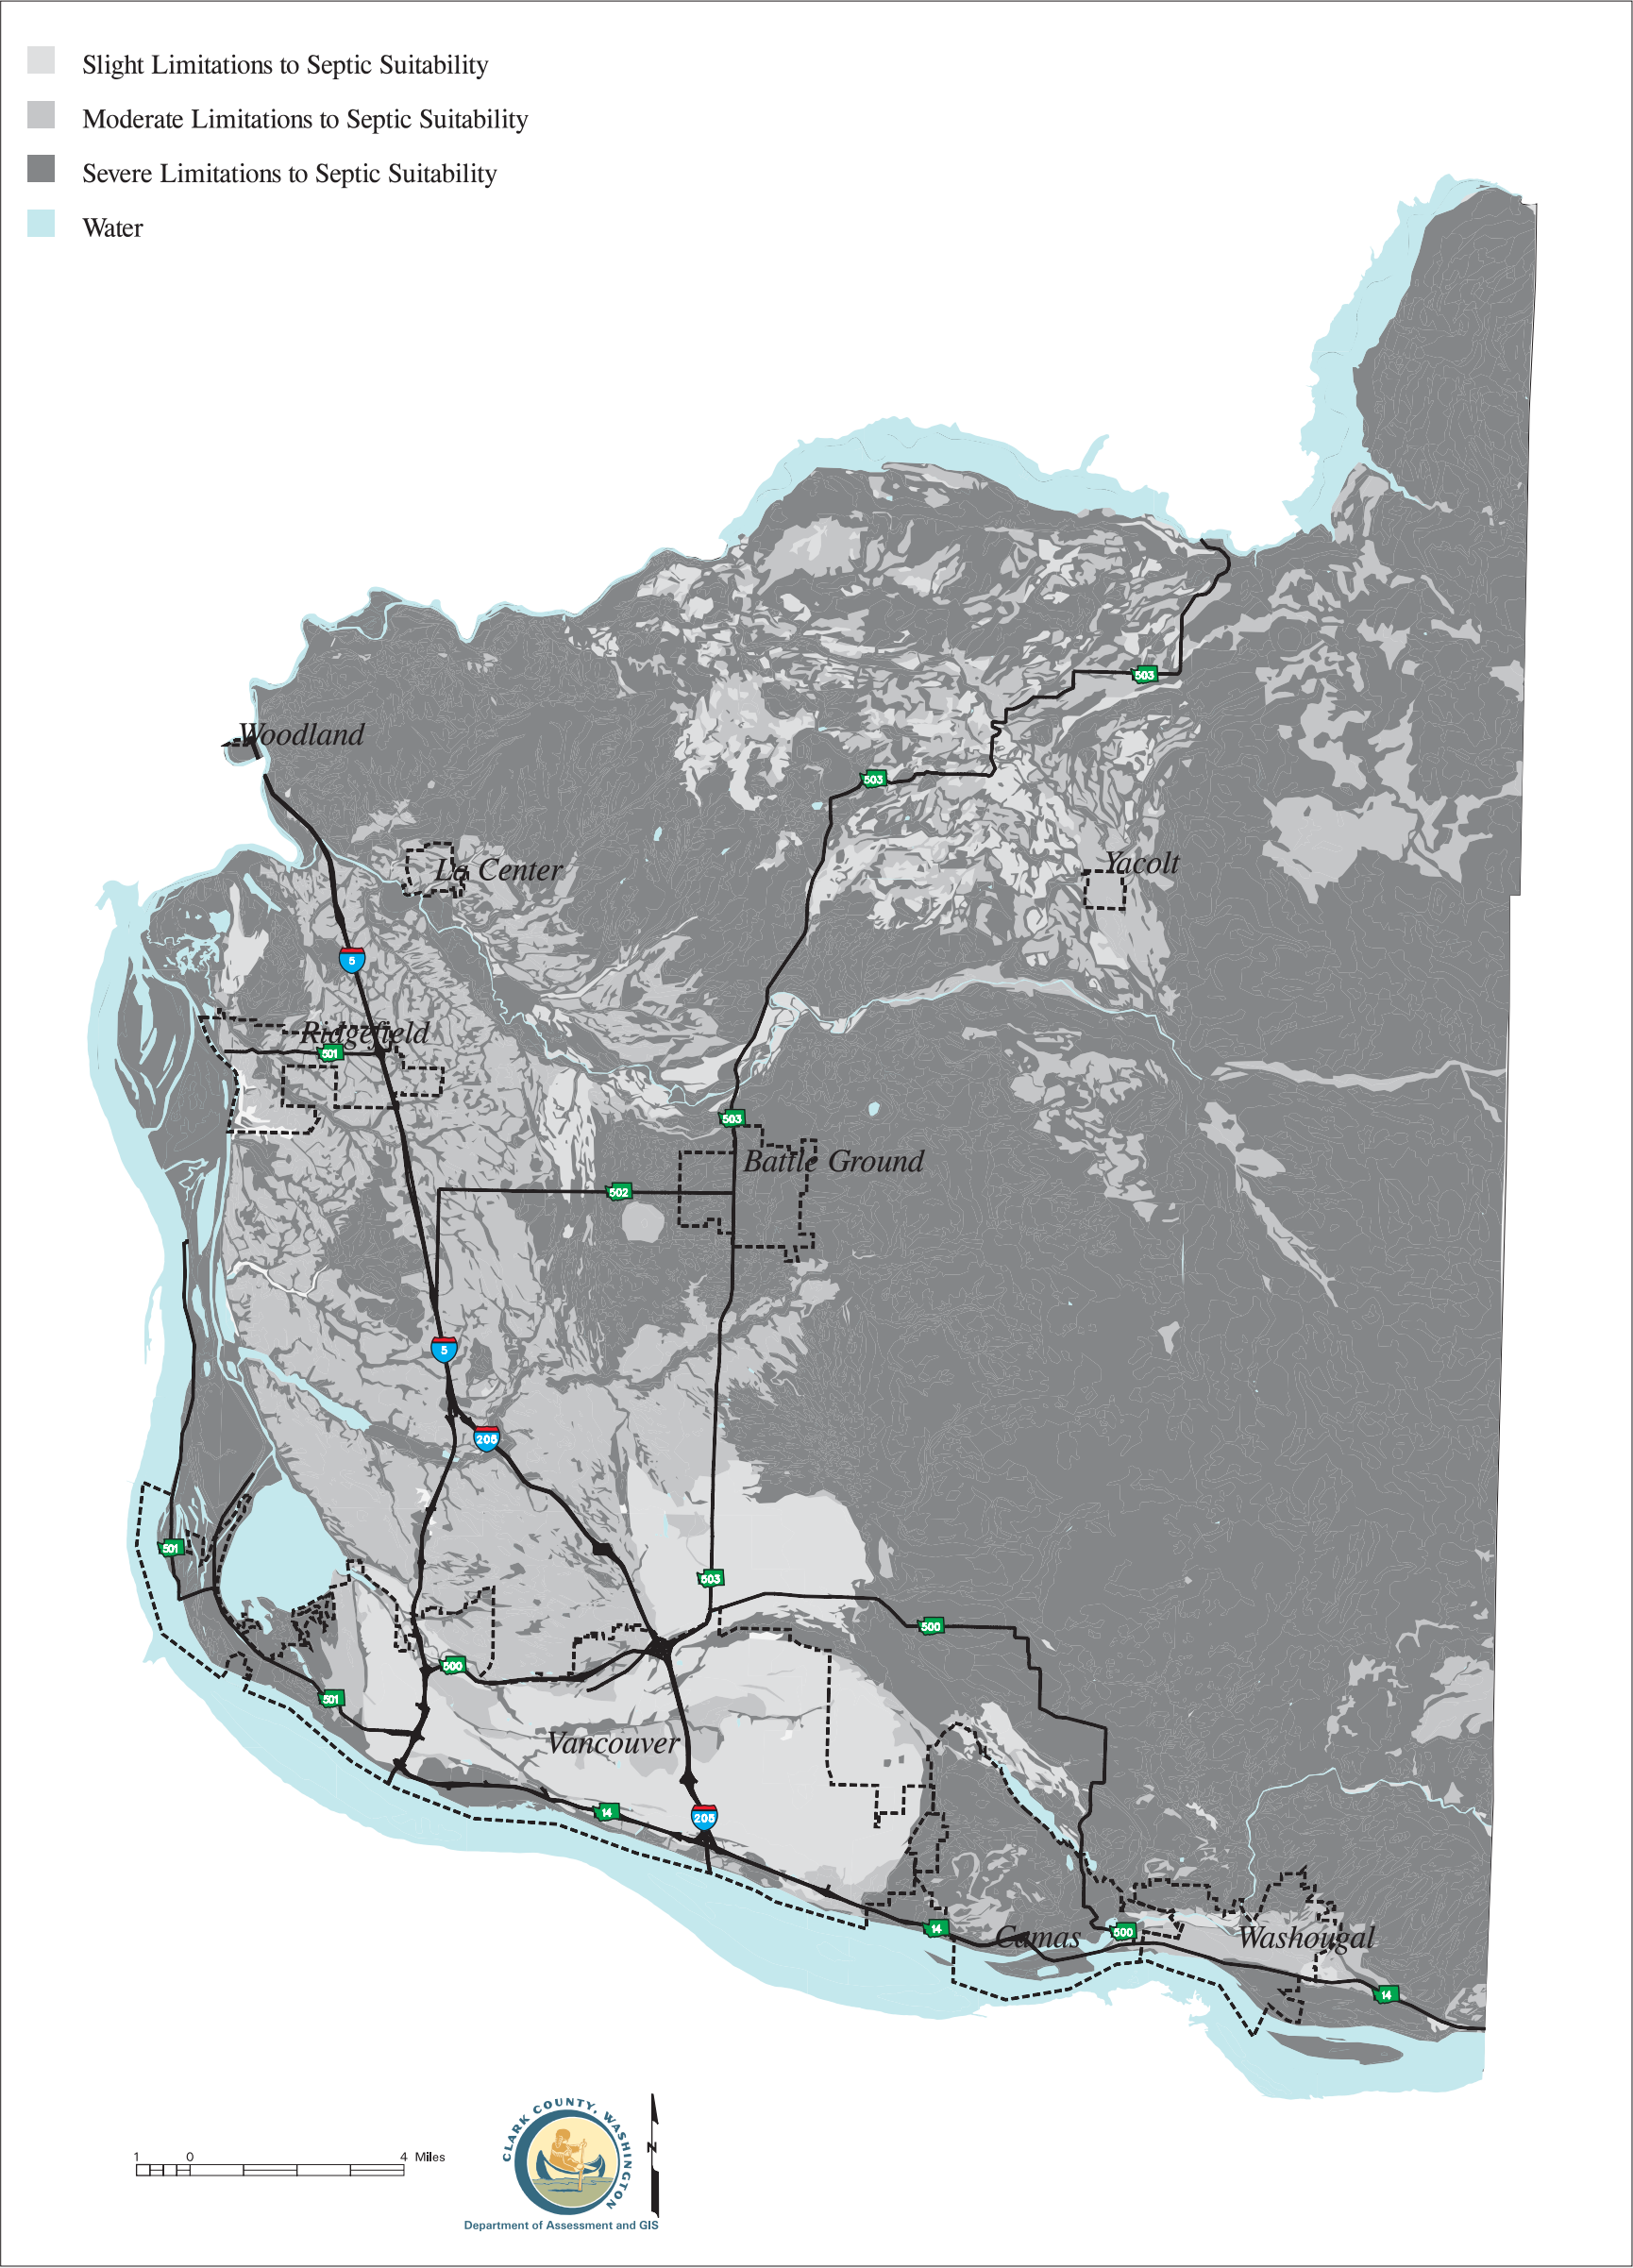 Slight Limitations to Septic Suitability
Moderate Limitations to Septic Suitability
Severe Limitations to Septic Suitability
Water
503
Woodland
503
La Center
Yacolt
5
Ridgefield
501
503
Battle Ground
502
5
205
501
503
500
500
501
Vancouver
14
205
14
Camas
500
Washougal
14
1 0 4 Miles
CLARK COUNTY, WASHINGTON
N
Department of Assessment and GIS